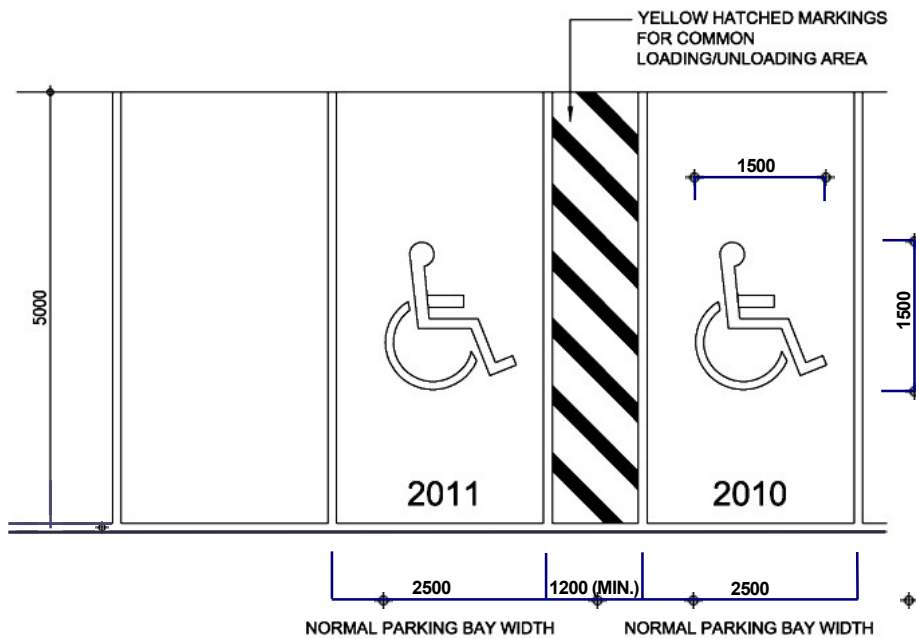 YELLOW HATCHED MARKINGS
FOR COMMON
LOADING/UNLOADING AREA
1500
1500
5000
2011
2010
2500
1200 (MIN.)
2500
NORMAL PARKING BAY WIDTH
NORMAL PARKING BAY WIDTH